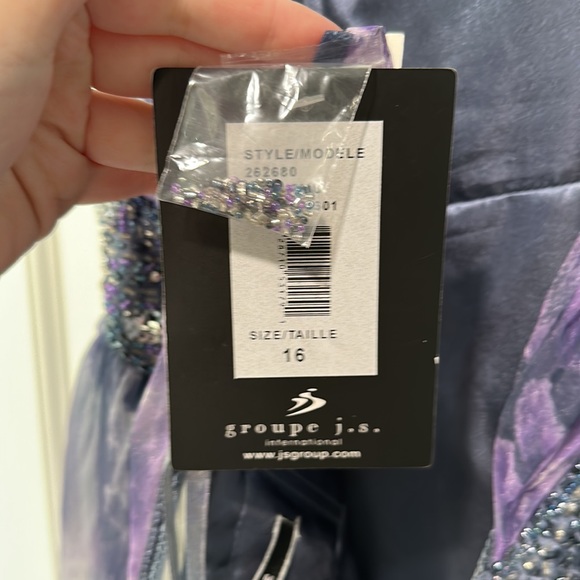 STYLE/MODELE
262680
SIZE/TAILLE
16
groupe j.s.
international
www.jsgroup.com